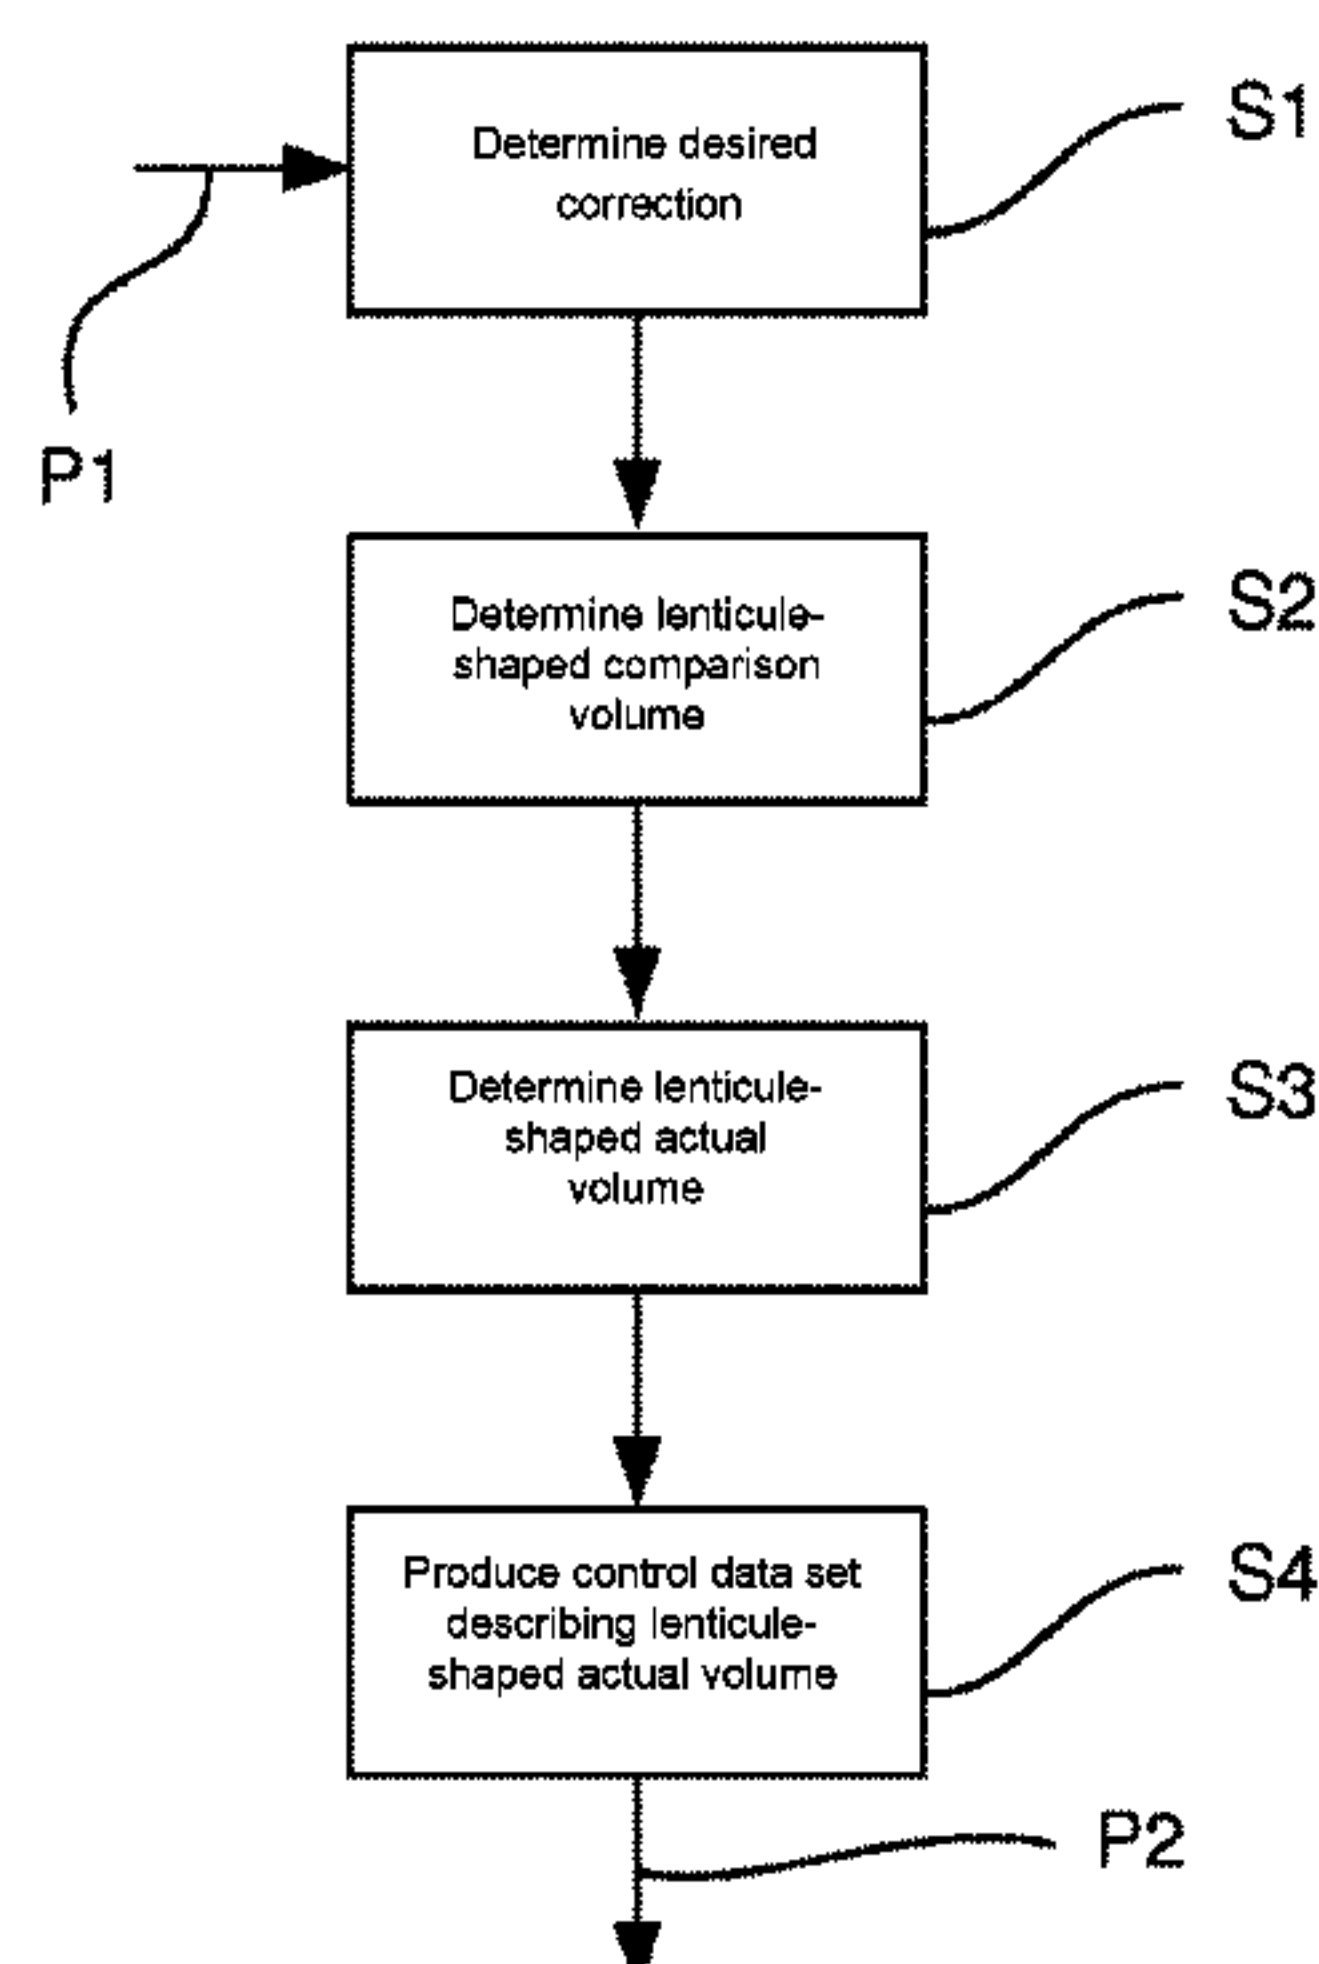 Determine desired
correction
S1
P1
Determine lenticule-
shaped comparison
volume
S2
Determine lenticule-
shaped actual
volume
S3
Produce control data set
describing lenticule-
shaped actual volume
S4
P2